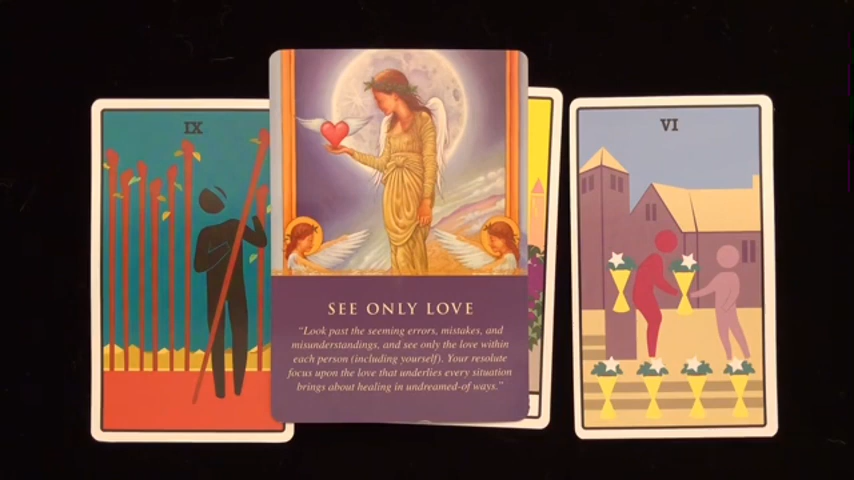 IX
VI
SEE ONLY LOVE
“Look past the seeming errors, mistakes, and
misunderstandings, and see only the love within
each person (including yourself). Your resolute
focus upon the love that underlies every situation
brings about healing in undreamed-of ways.”